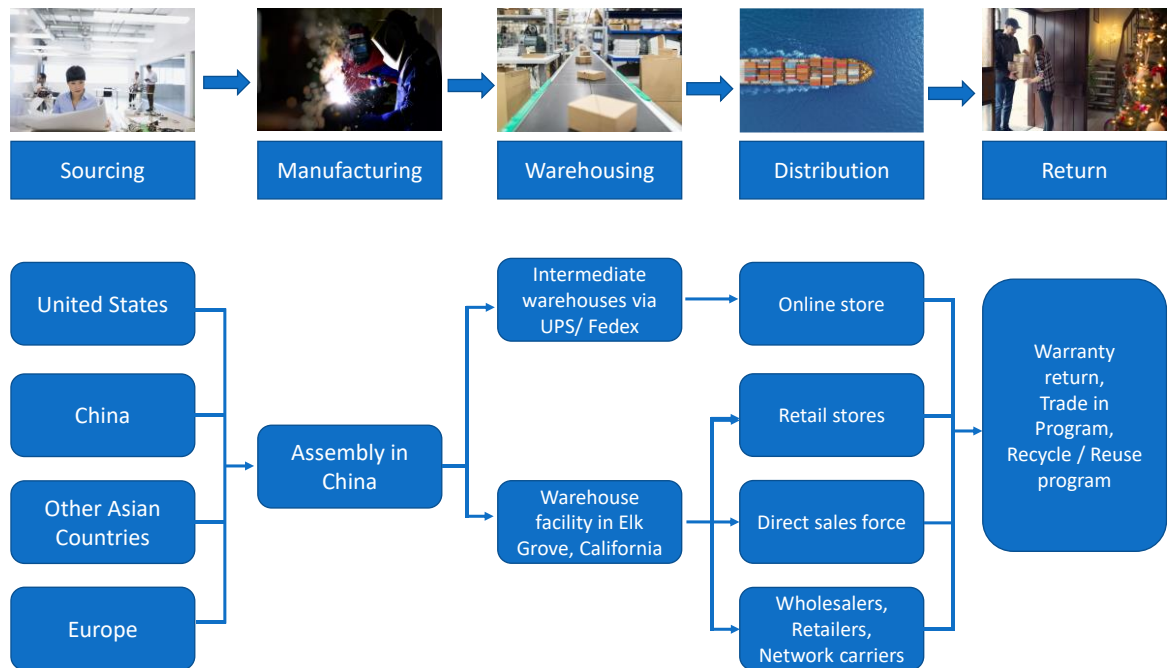 Sourcing
Manufacturing
Warehousing
Distribution
Return
United States
China
Other Asian
Countries
Europe
Assembly in
China
Intermediate
warehouses via
UPS/ Fedex
Warehouse
facility in Elk
Grove, California
Online store
Retail stores
Direct sales force
Wholesalers,
Retailers,
Network carriers
Warranty
return,
Trade in
Program,
Recycle / Reuse
program